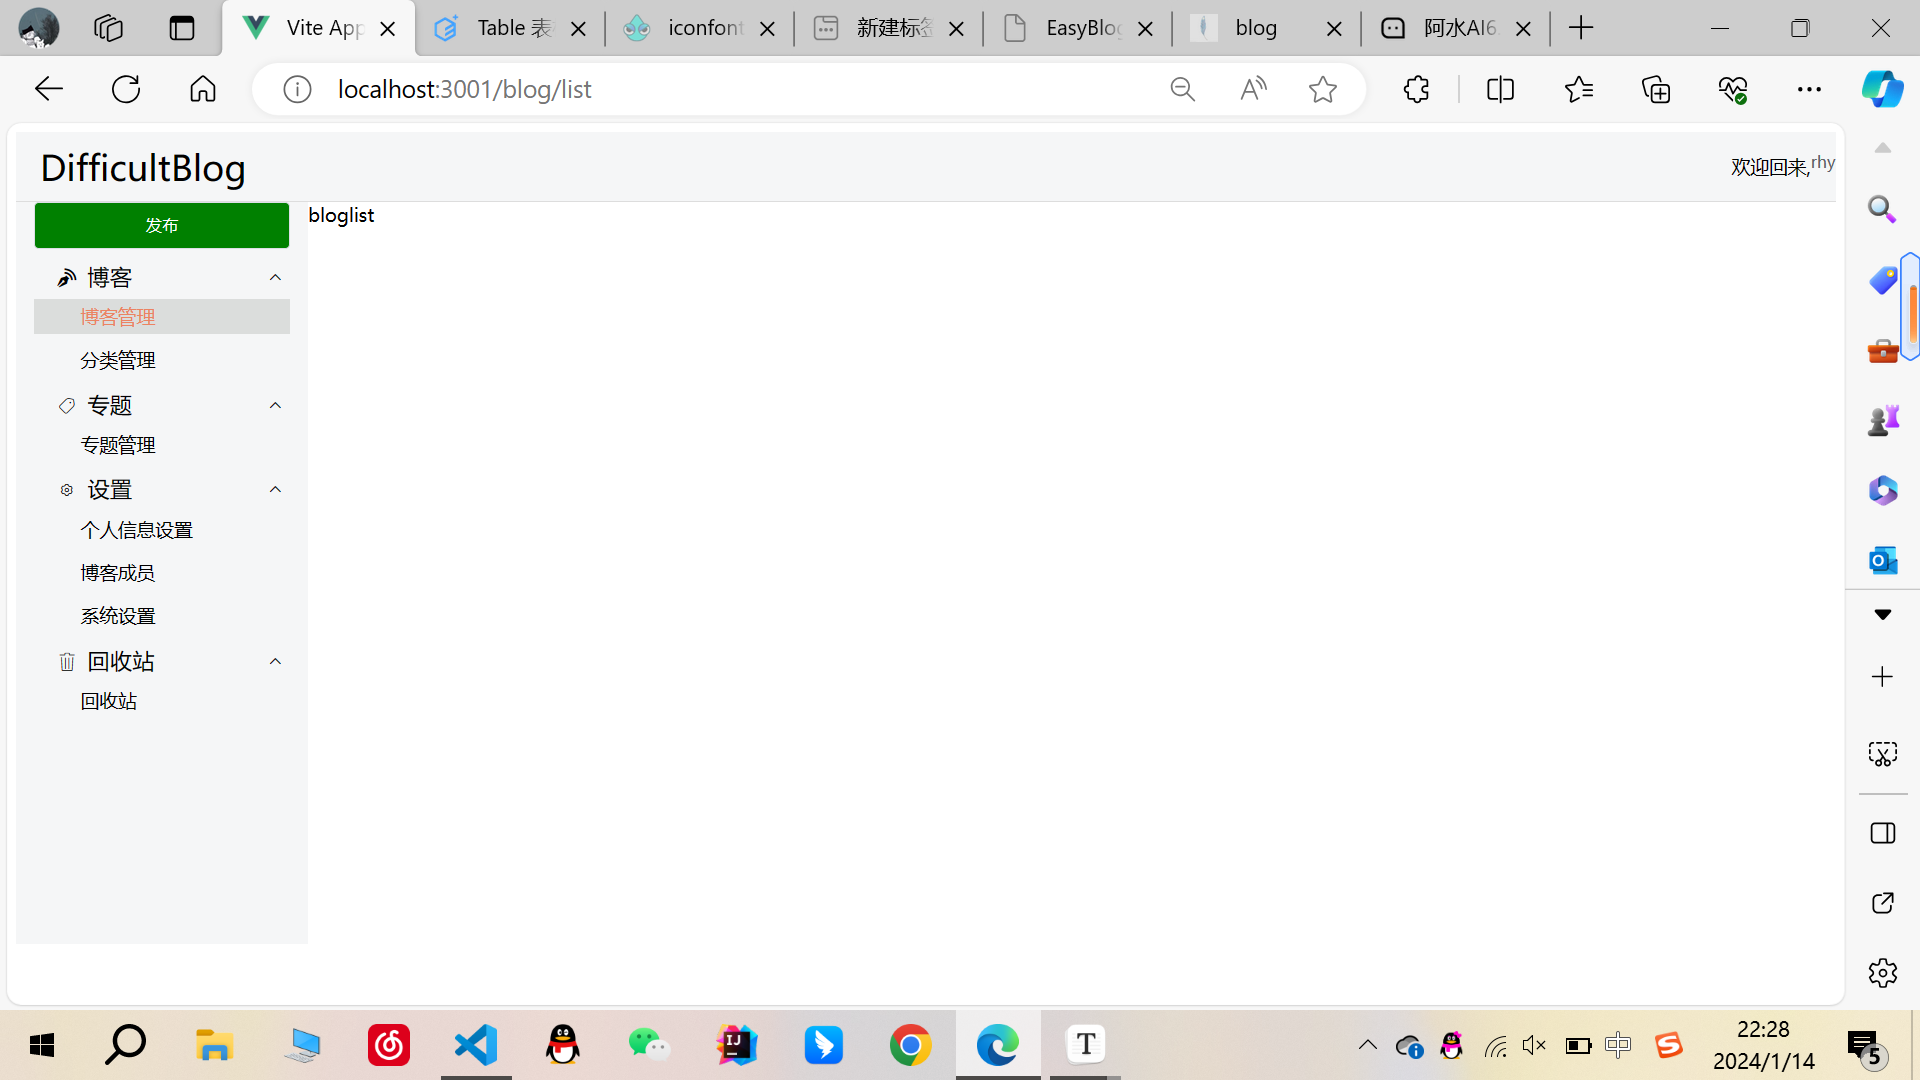 Vite App
Table 表
iconfont
新建标签
EasyBlog
blog
阿水AI6.
localhost:3001/blog/list
DifficultBlog
欢迎回来,rhy
发布
bloglist
博客
博客管理
分类管理
专题
专题管理
设置
个人信息设置
博客成员
系统设置
回收站
回收站
22:28
中
2024/1/14
5